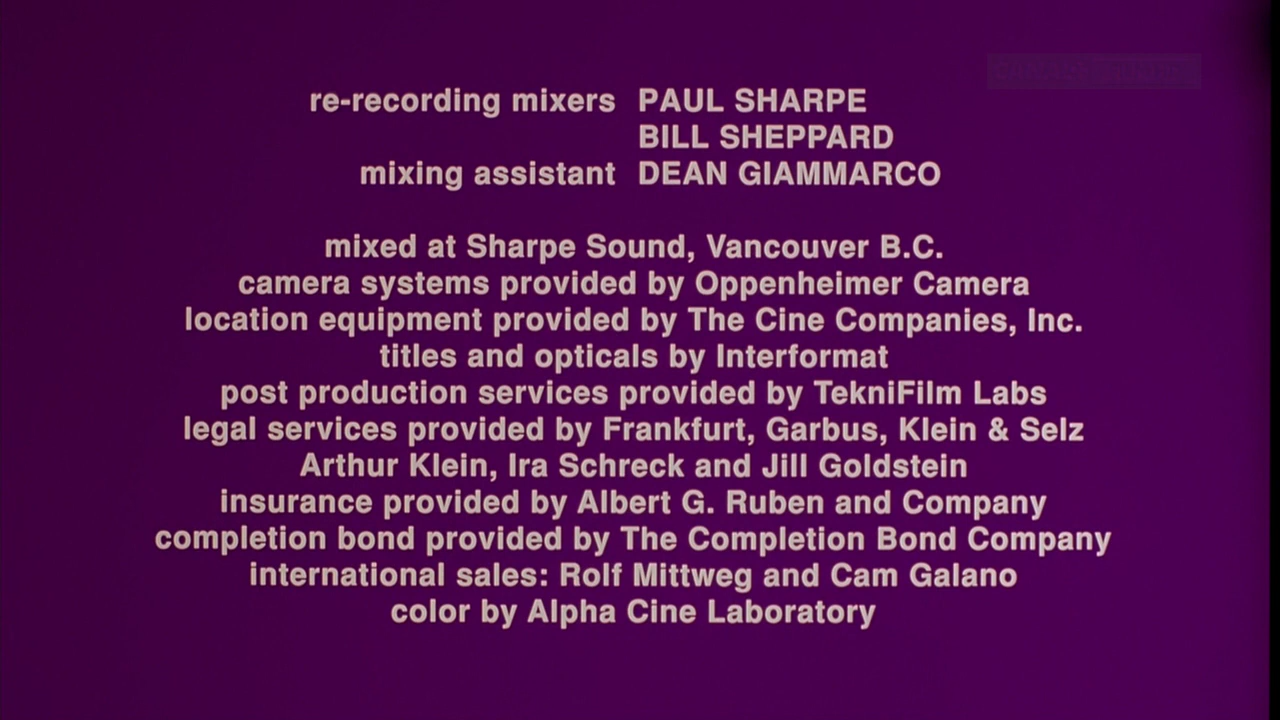 re-recording mixers PAUL SHARPE
BILL SHEPPARD
mixing assistant DEAN GIAMMARCO
mixed at Sharpe Sound, Vancouver B.C.
camera systems provided by Oppenheimer Camera
location equipment provided by The Cine Companies, Inc.
titles and opticals by Interformat
post production services provided by TekniFilm Labs
legal services provided by Frankfurt, Garbus, Klein & Selz
Arthur Klein, Ira Schreck and Jill Goldstein
insurance provided by Albert G. Ruben and Company
completion bond provided by The Completion Bond Company
international sales: Rolf Mittweg and Cam Galano
color by Alpha Cine Laboratory